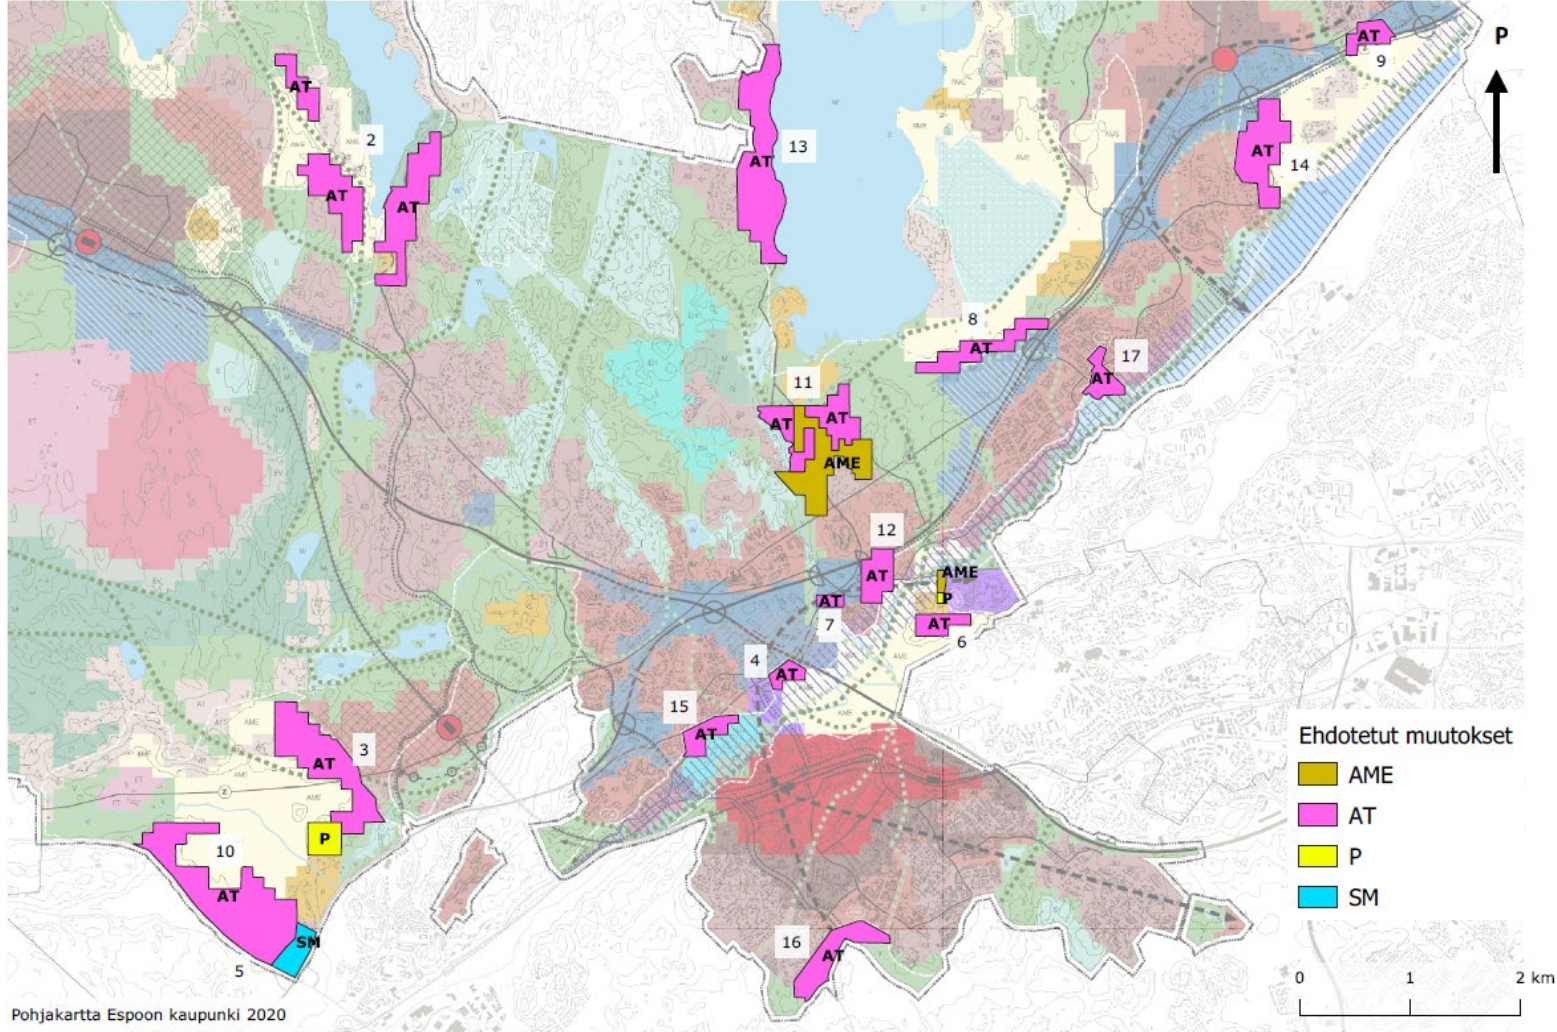 P
9
AT
AT
2
13
14
AT
AT
AT
AT
8
AT
17
AT
11
AT
AT
AME
12
AT
AME
P
AT
7
AT
6
4
AT
15
AT
3
AT
P
10
AT
SM
5
16
AT
Ehdotetut muutokset
AME
AT
P
SM
0 1 2 km
Pohjakartta Espoon kaupunki 2020